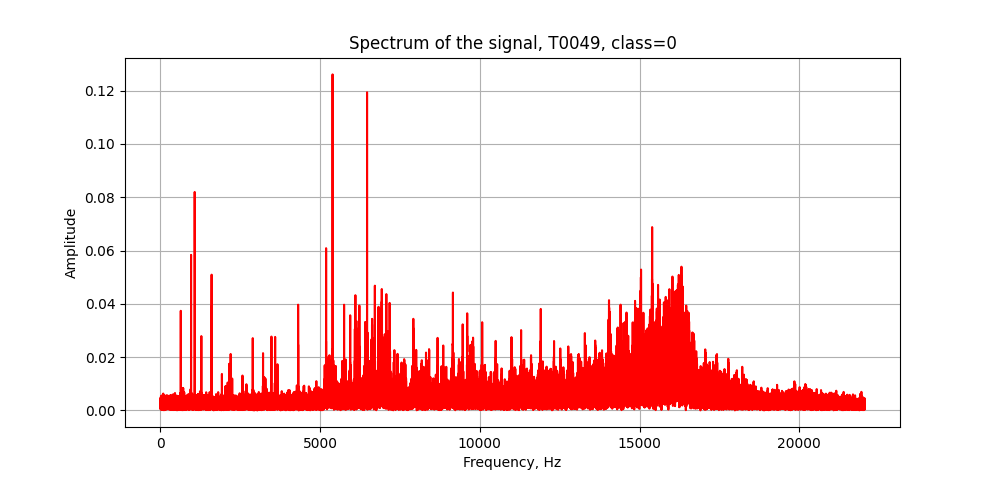 Spectrum of the signal, T0049, class=0
0.12
0.10
0.08
0.06
0.04
0.02
0.00
Amplitude
0 5000 10000 15000 20000
Frequency, Hz